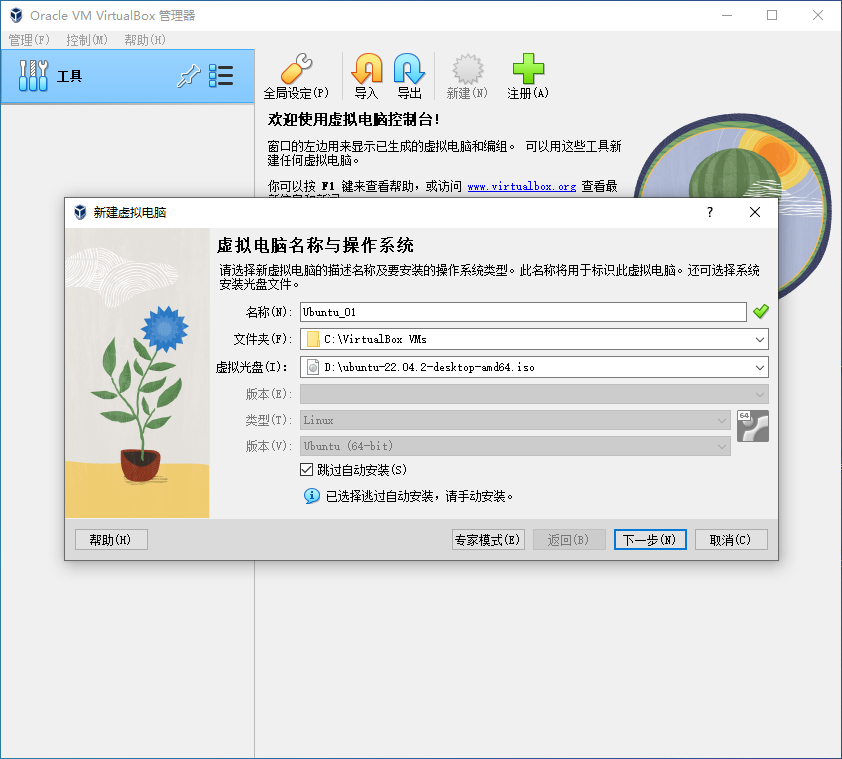 Oracle VM VirtualBox 管理器
管理(F) 控制(M) 帮助(H)
工具
全局设定(P) 导入 导出 新建(N) 注册(A)
欢迎使用虚拟电脑控制台!
窗口的左边用来显示已生成的虚拟电脑和编组。 可以用这些工具新
建任何虚拟电脑。
你可以按 F1 键来查看帮助，或访问 www.virtualbox.org 查看最
新建虚拟电脑
?
虚拟电脑名称与操作系统
请选择新虚拟电脑的描述名称及要安装的操作系统类型。此名称将用于标识此虚拟电脑。还可选择系统
安装光盘文件。
名称(N): Ubuntu_01
文件夹(F): C:\VirtualBox VMs
虚拟光盘(I): D:\ubuntu-22.04.2-desktop-amd64.iso
版本(E):
类型(T): Linux
64
版本(V): Ubuntu (64-bit)
跳过自动安装(S)
已选择跳过自动安装，请手动安装。
帮助(H) 专家模式(E) 返回(B) 下一步(N) 取消(C)